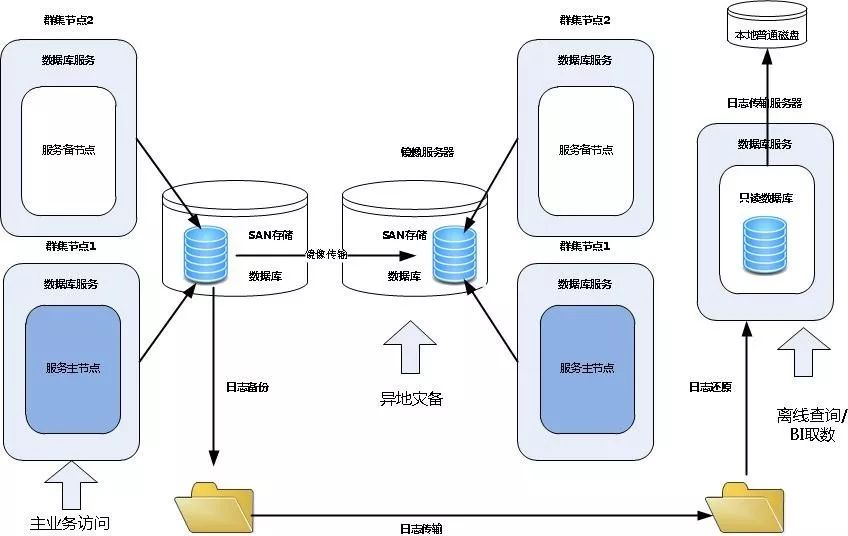 群集节点2
数据库服务
服务备节点
群集节点1
数据库服务
服务主节点
主业务访问
SAN存储
数据库
镜像传输
日志备份
镜像服务器
SAN存储
数据库
异地灾备
群集节点2
数据库服务
服务备节点
群集节点1
数据库服务
服务主节点
日志传输
本地普通磁盘
日志传输服务器
数据库服务
只读数据库
日志还原
离线查询/
BI取数